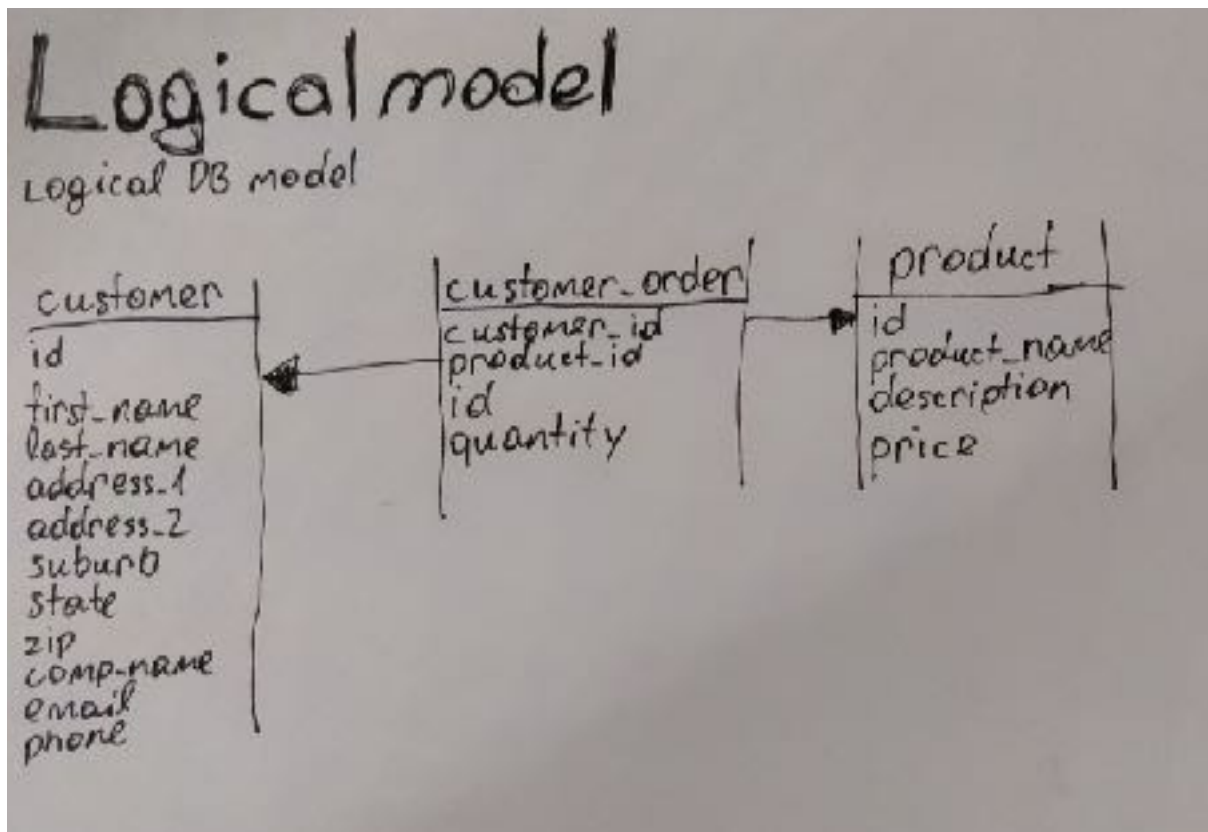 Logical model
Logical DB model
customer
id
first_name
last_name
address_1
address_2
suburb
state
zip
comp_name
email
phone
customer_order
customer_id
product_id
id
quantity
product
id
product_name
description
price